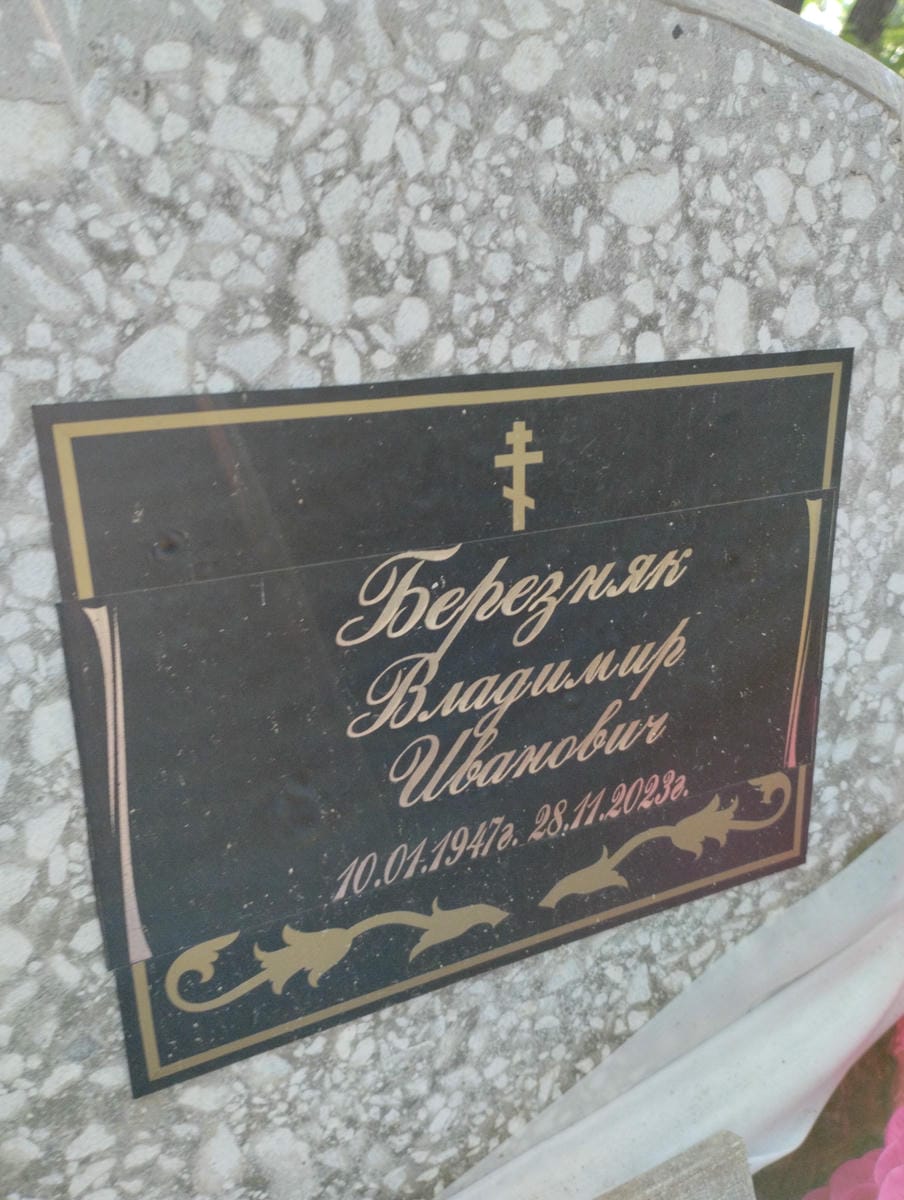 Березняк
Владимир
Иванович
10.01.1947г. 28.11.2023г.